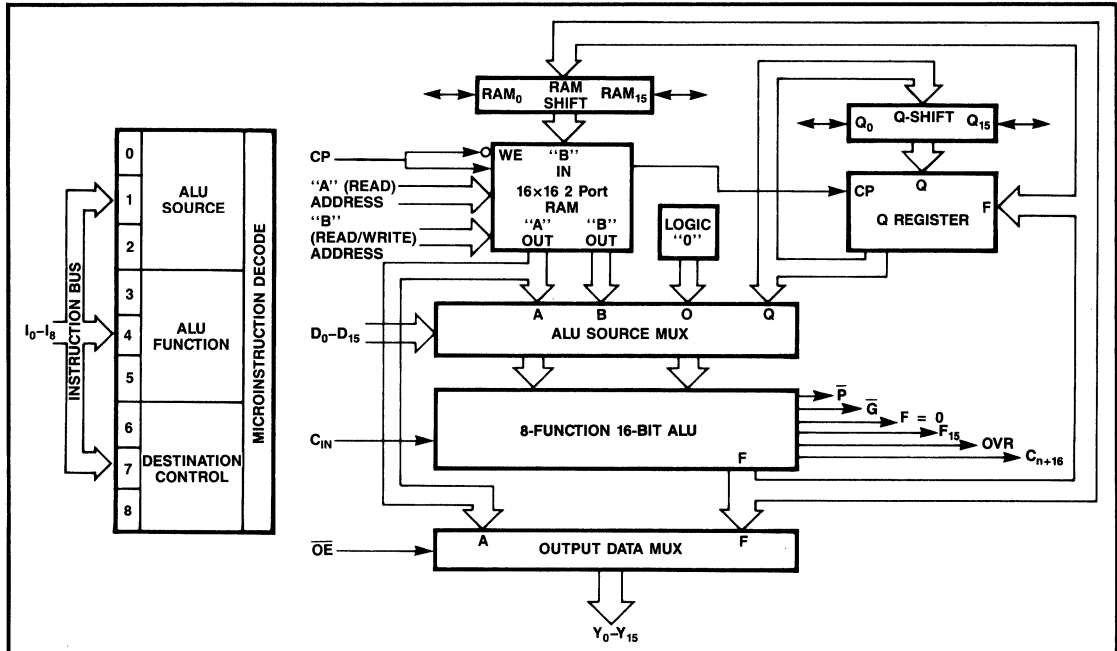 INSTRUCTION BUS
I₀–I₈
0
1
2
3
4
5
6
7
8
ALU
SOURCE
ALU
FUNCTION
DESTINATION
CONTROL
MICROINSTRUCTION DECODE
RAM₀
RAM
SHIFT
RAM₁₅
Q₀
Q-SHIFT
Q₁₅
CP
"A" (READ)
ADDRESS
"B"
(READ/WRITE)
ADDRESS
WE
"B"
IN
16×16 2 Port
RAM
"A"
OUT
"B"
OUT
LOGIC
"0"
CP
Q
F
Q REGISTER
D₀–D₁₅
A
B
O
Q
ALU SOURCE MUX
C_IN
8-FUNCTION 16-BIT ALU
F
P̅
G̅
F = 0
F₁₅
OVR
Cₙ₊₁₆
O̅E̅
A
OUTPUT DATA MUX
F
Y₀–Y₁₅